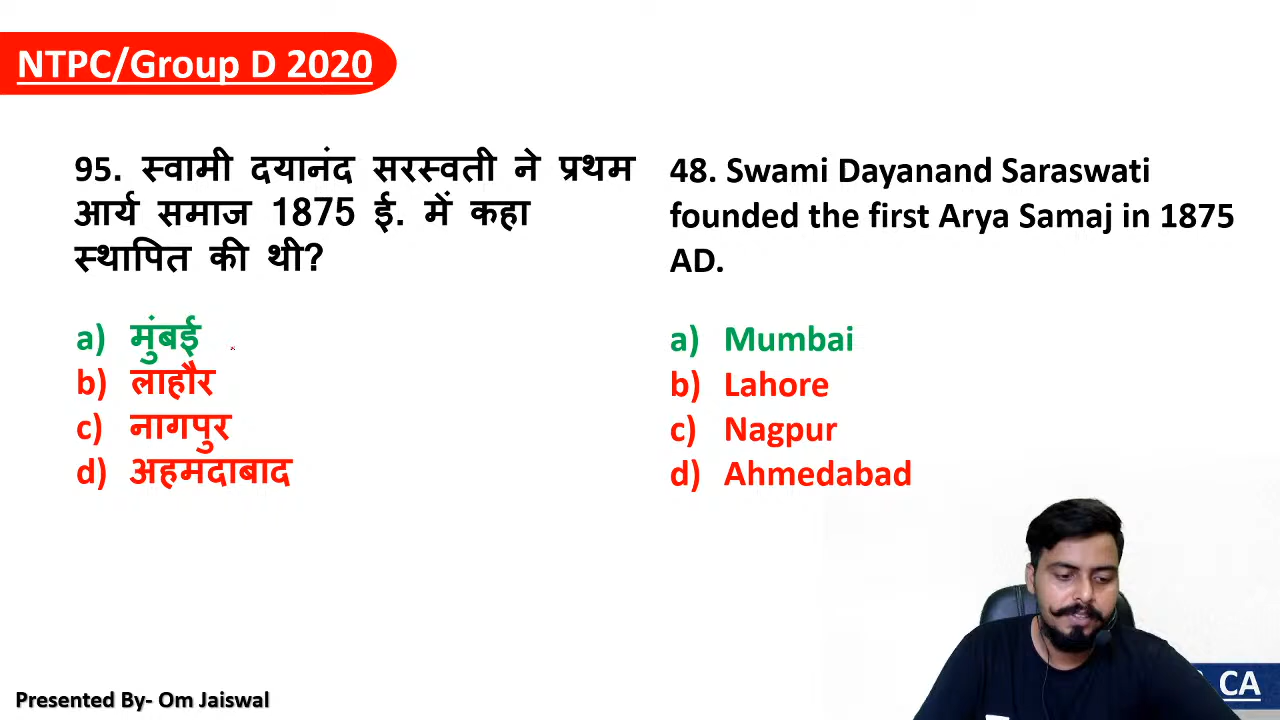 NTPC/Group D 2020
95. स्वामी दयानंद सरस्वती ने प्रथम
आर्य समाज 1875 ई. में कहा
स्थापित की थी?
a) मुंबई
b) लाहौर
c) नागपुर
d) अहमदाबाद
48. Swami Dayanand Saraswati
founded the first Arya Samaj in 1875
AD.
a) Mumbai
b) Lahore
c) Nagpur
d) Ahmedabad
CA
Presented By- Om Jaiswal